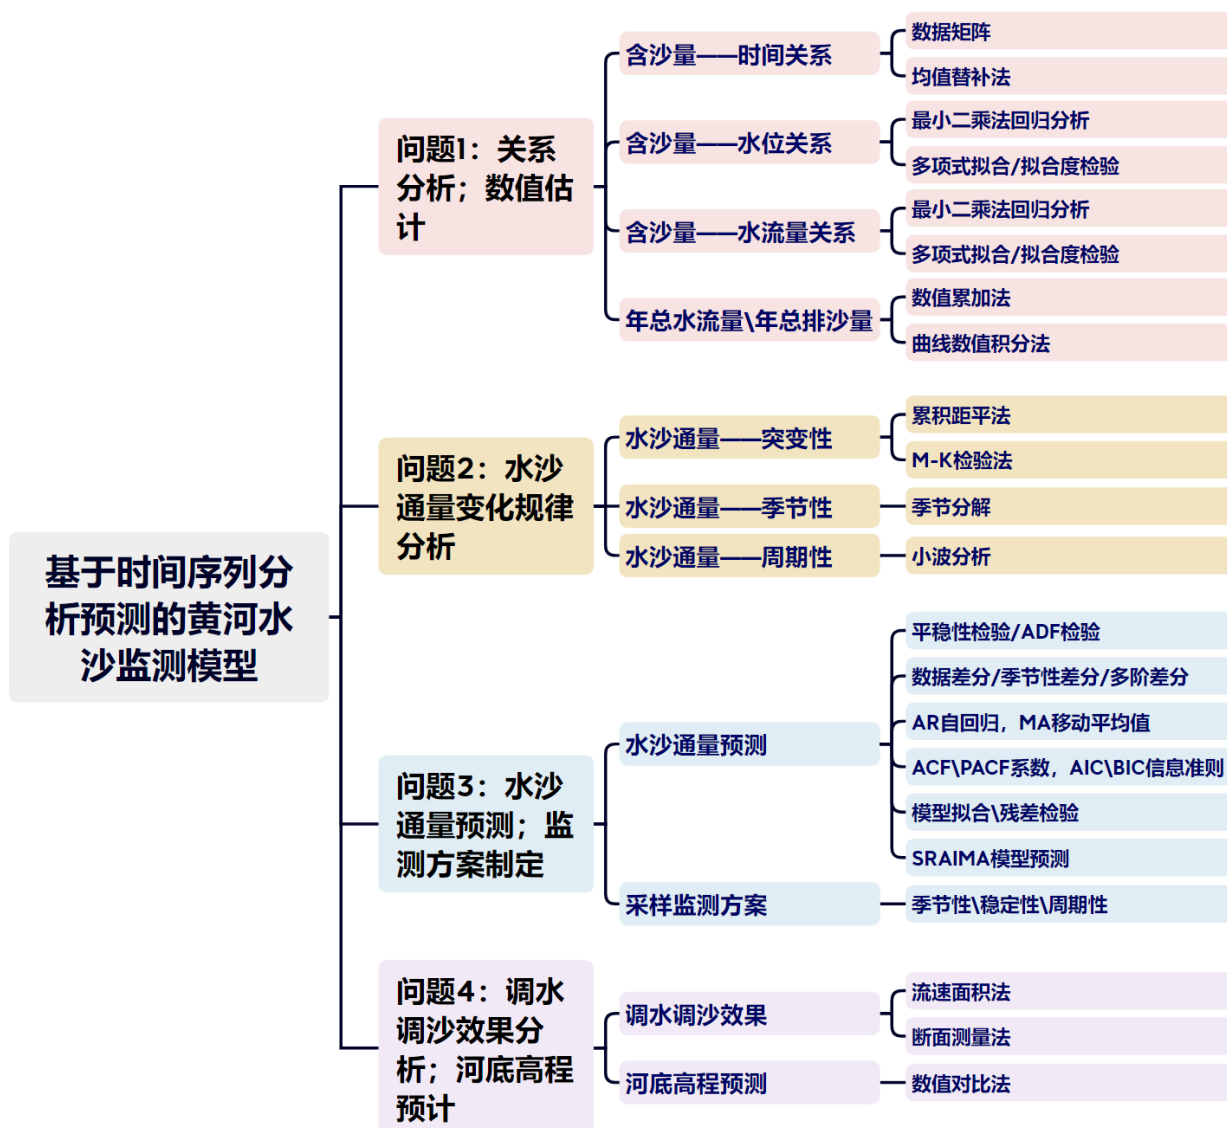 基于时间序列分
析预测的黄河水
沙监测模型
问题1：关系
分析；数值估
计
含沙量——时间关系
数据矩阵
均值替补法
含沙量——水位关系
最小二乘法回归分析
多项式拟合/拟合度检验
含沙量——水流量关系
最小二乘法回归分析
多项式拟合/拟合度检验
年总水流量\年总排沙量
数值累加法
曲线数值积分法
问题2：水沙
通量变化规律
分析
水沙通量——突变性
累积距平法
M-K检验法
水沙通量——季节性
季节分解
水沙通量——周期性
小波分析
问题3：水沙
通量预测；监
测方案制定
水沙通量预测
平稳性检验/ADF检验
数据差分/季节性差分/多阶差分
AR自回归，MA移动平均值
ACF\PACF系数，AIC\BIC信息准则
模型拟合\残差检验
SRAIMA模型预测
采样监测方案
季节性\稳定性\周期性
问题4：调水
调沙效果分
析；河底高程
预计
调水调沙效果
流速面积法
断面测量法
河底高程预测
数值对比法